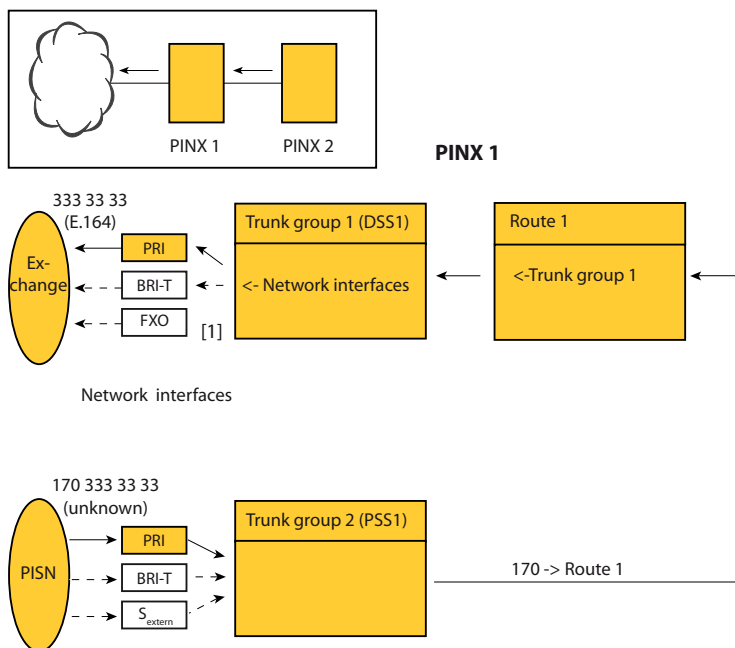 PINX 1
PINX 2
PINX 1
333 33 33
(E.164)
Ex-
change
PRI
BRI-T
FXO
[1]
Trunk group 1 (DSS1)
<- Network interfaces
Route 1
<-Trunk group 1
Network interfaces
170 333 33 33
(unknown)
PISN
PRI
BRI-T
Sextern
Trunk group 2 (PSS1)
170 -> Route 1